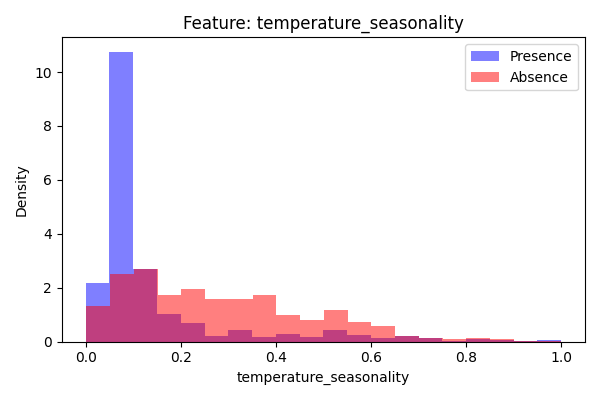 Feature: temperature_seasonality
Presence
Absence
Density
10
8
6
4
2
0
0.0 0.2 0.4 0.6 0.8 1.0
temperature_seasonality